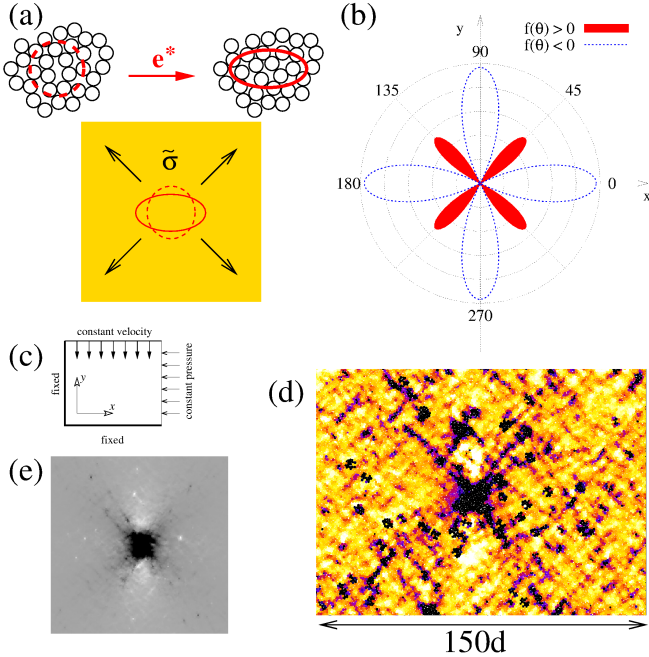 (a)
e*
σ̃
(b)
y
f(θ) > 0
f(θ) < 0
90
135
45
180
0
x
270
(c)
constant velocity
fixed
y
x
constant pressure
fixed
(d)
(e)
150d